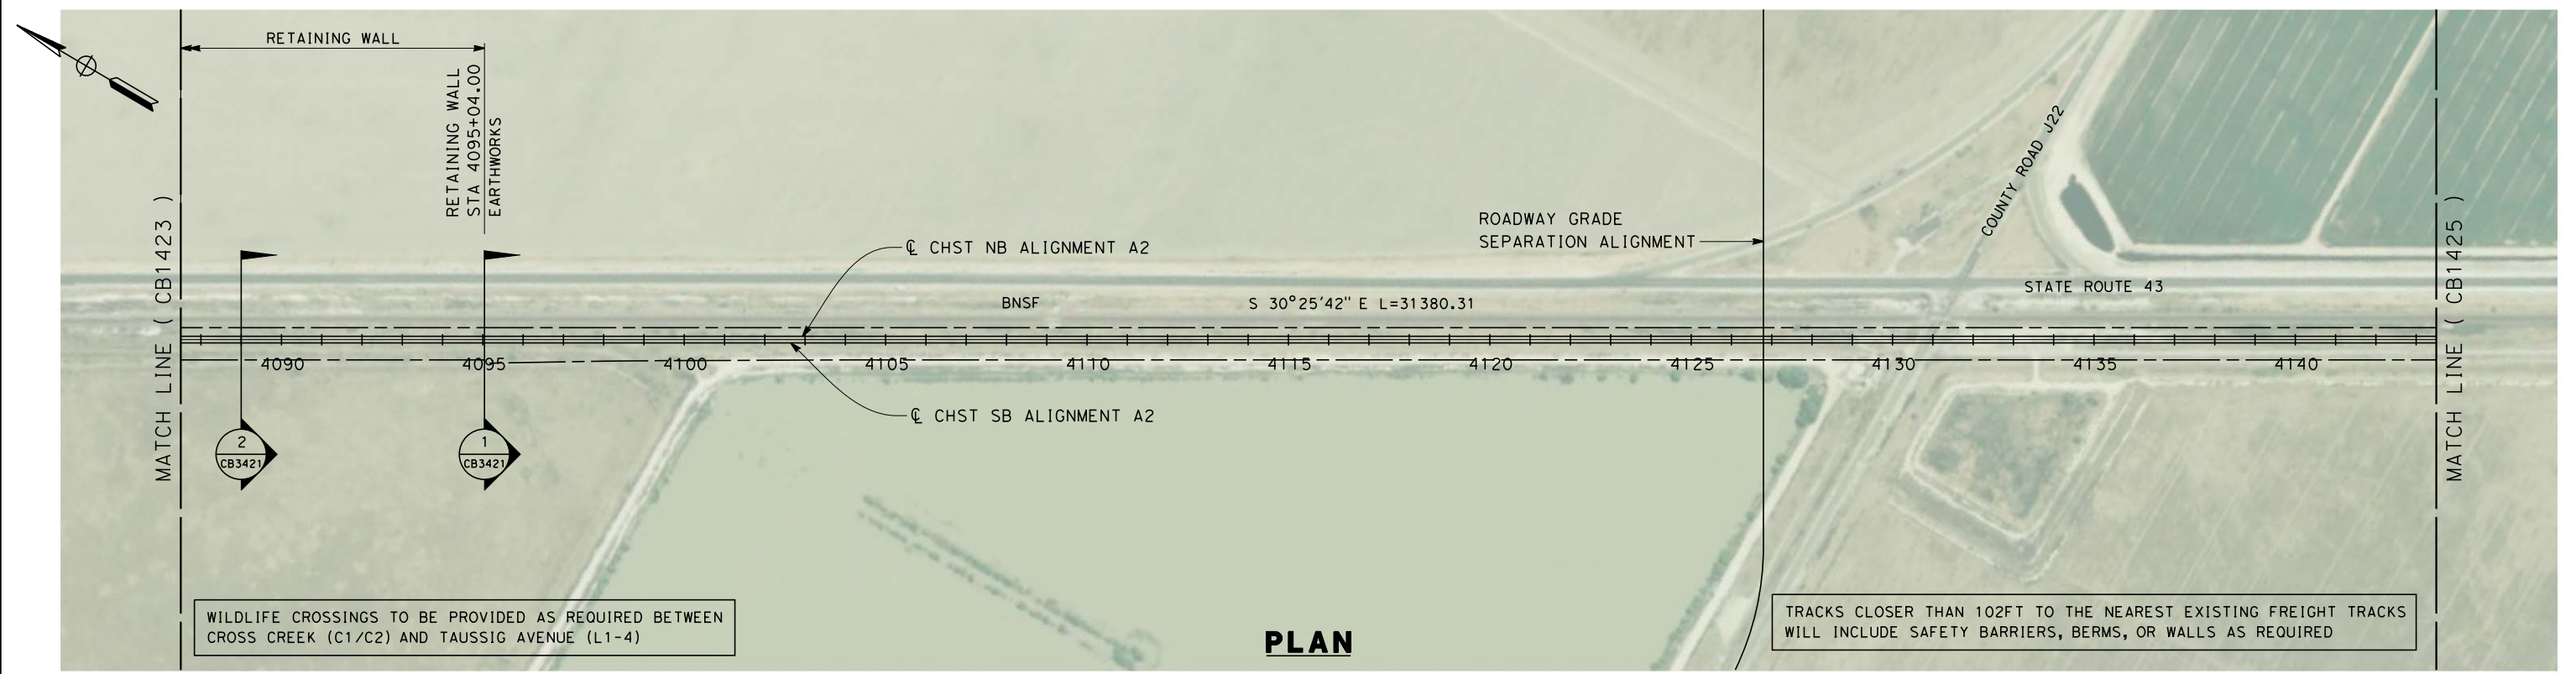 RETAINING WALL
RETAINING WALL
STA 4095+04.00
EARTHWORKS
MATCH LINE ( CB1423 )
℄ CHST NB ALIGNMENT A2
ROADWAY GRADE
SEPARATION ALIGNMENT
COUNTY ROAD J22
STATE ROUTE 43
BNSF
S 30°25'42" E L=31380.31
4090
4095
4100
4105
4110
4115
4120
4125
4130
4135
4140
℄ CHST SB ALIGNMENT A2
2
CB3421
1
CB3421
MATCH LINE ( CB1425 )
WILDLIFE CROSSINGS TO BE PROVIDED AS REQUIRED BETWEEN
CROSS CREEK (C1/C2) AND TAUSSIG AVENUE (L1-4)
PLAN
TRACKS CLOSER THAN 102FT TO THE NEAREST EXISTING FREIGHT TRACKS
WILL INCLUDE SAFETY BARRIERS, BERMS, OR WALLS AS REQUIRED